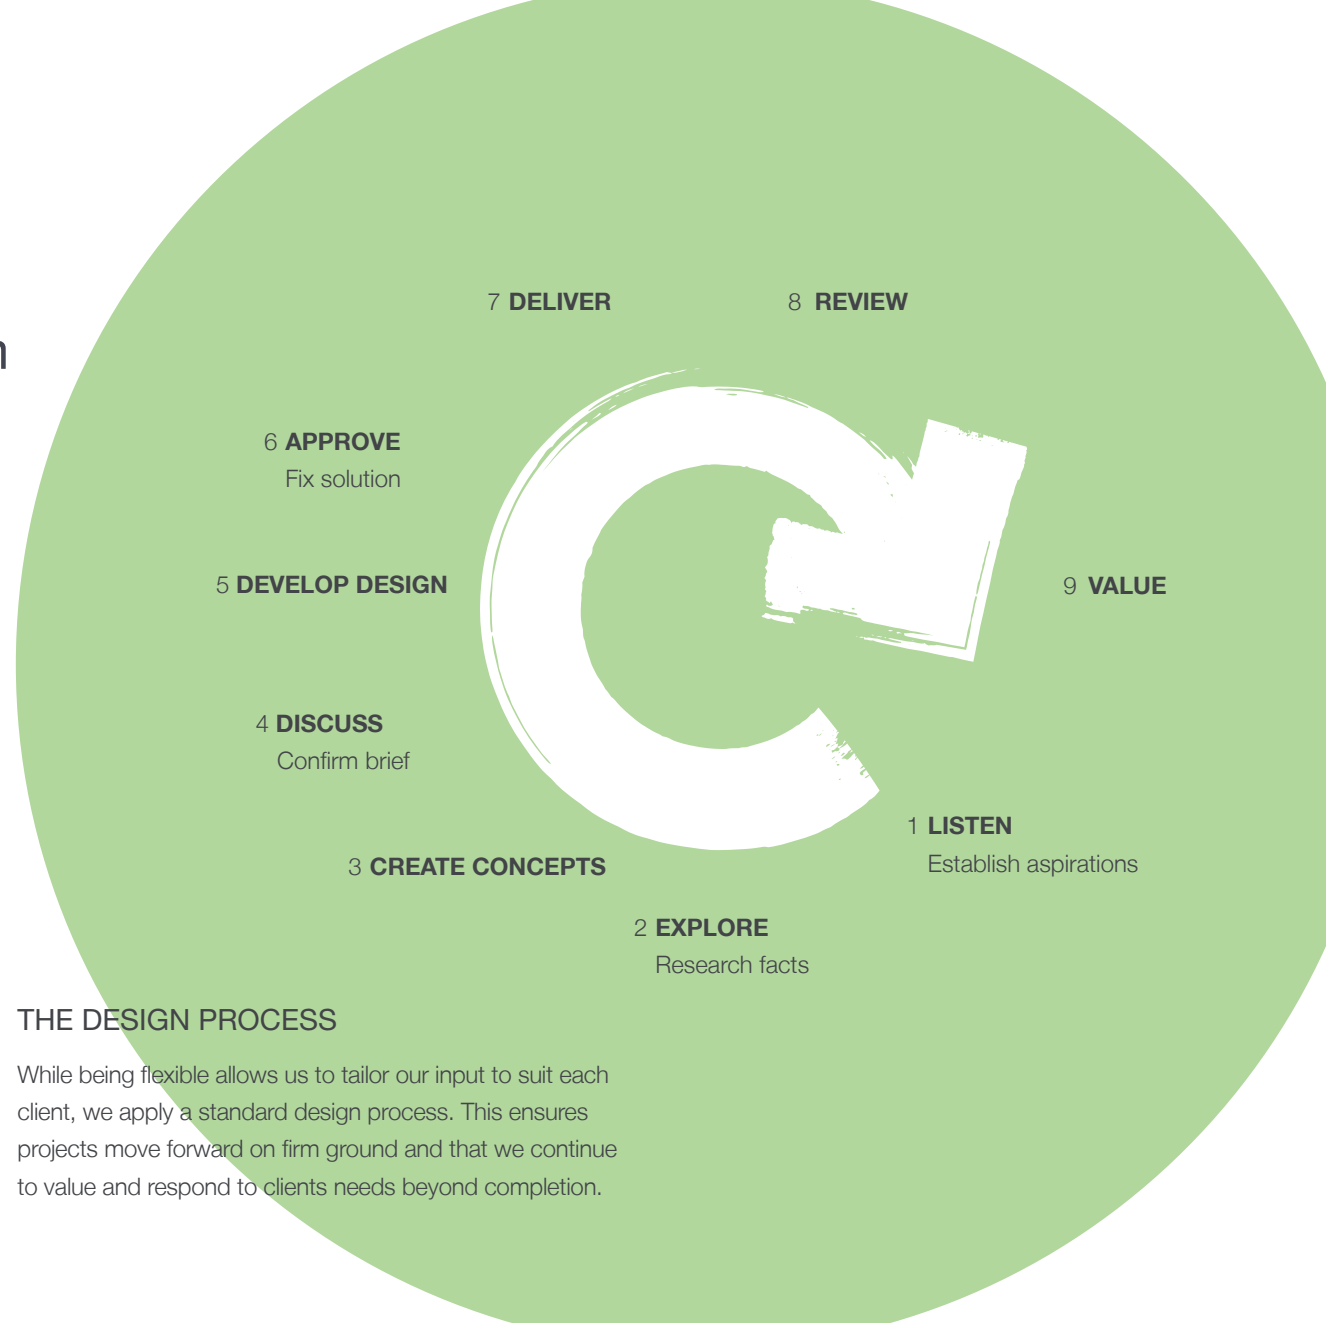 7 DELIVER
8 REVIEW
6 APPROVE
Fix solution
5 DEVELOP DESIGN
9 VALUE
4 DISCUSS
Confirm brief
1 LISTEN
Establish aspirations
3 CREATE CONCEPTS
2 EXPLORE
Research facts
THE DESIGN PROCESS
While being flexible allows us to tailor our input to suit each
client, we apply a standard design process. This ensures
projects move forward on firm ground and that we continue
to value and respond to clients needs beyond completion.